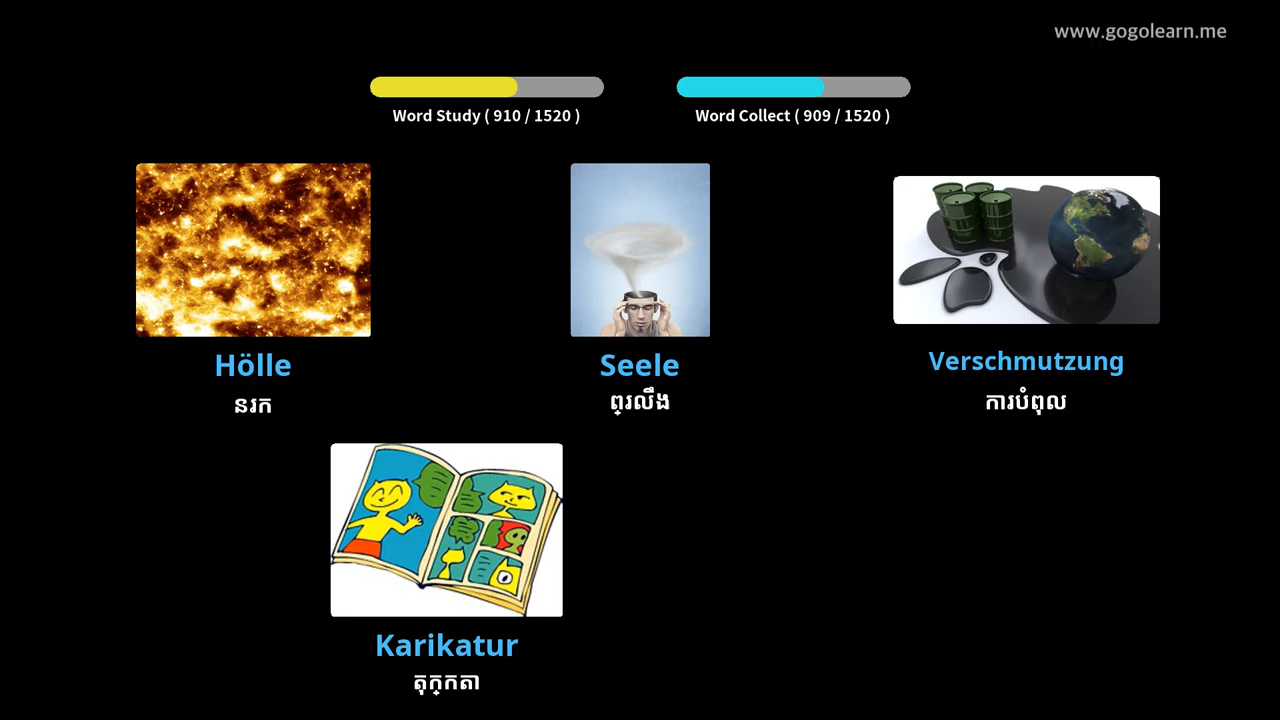 www.gogolearn.me
Word Study ( 910 / 1520 )
Word Collect ( 909 / 1520 )
Hölle
Seele
Verschmutzung
នរក
ព្រលឹង
ការបំពុល
Karikatur
តុក្កតា